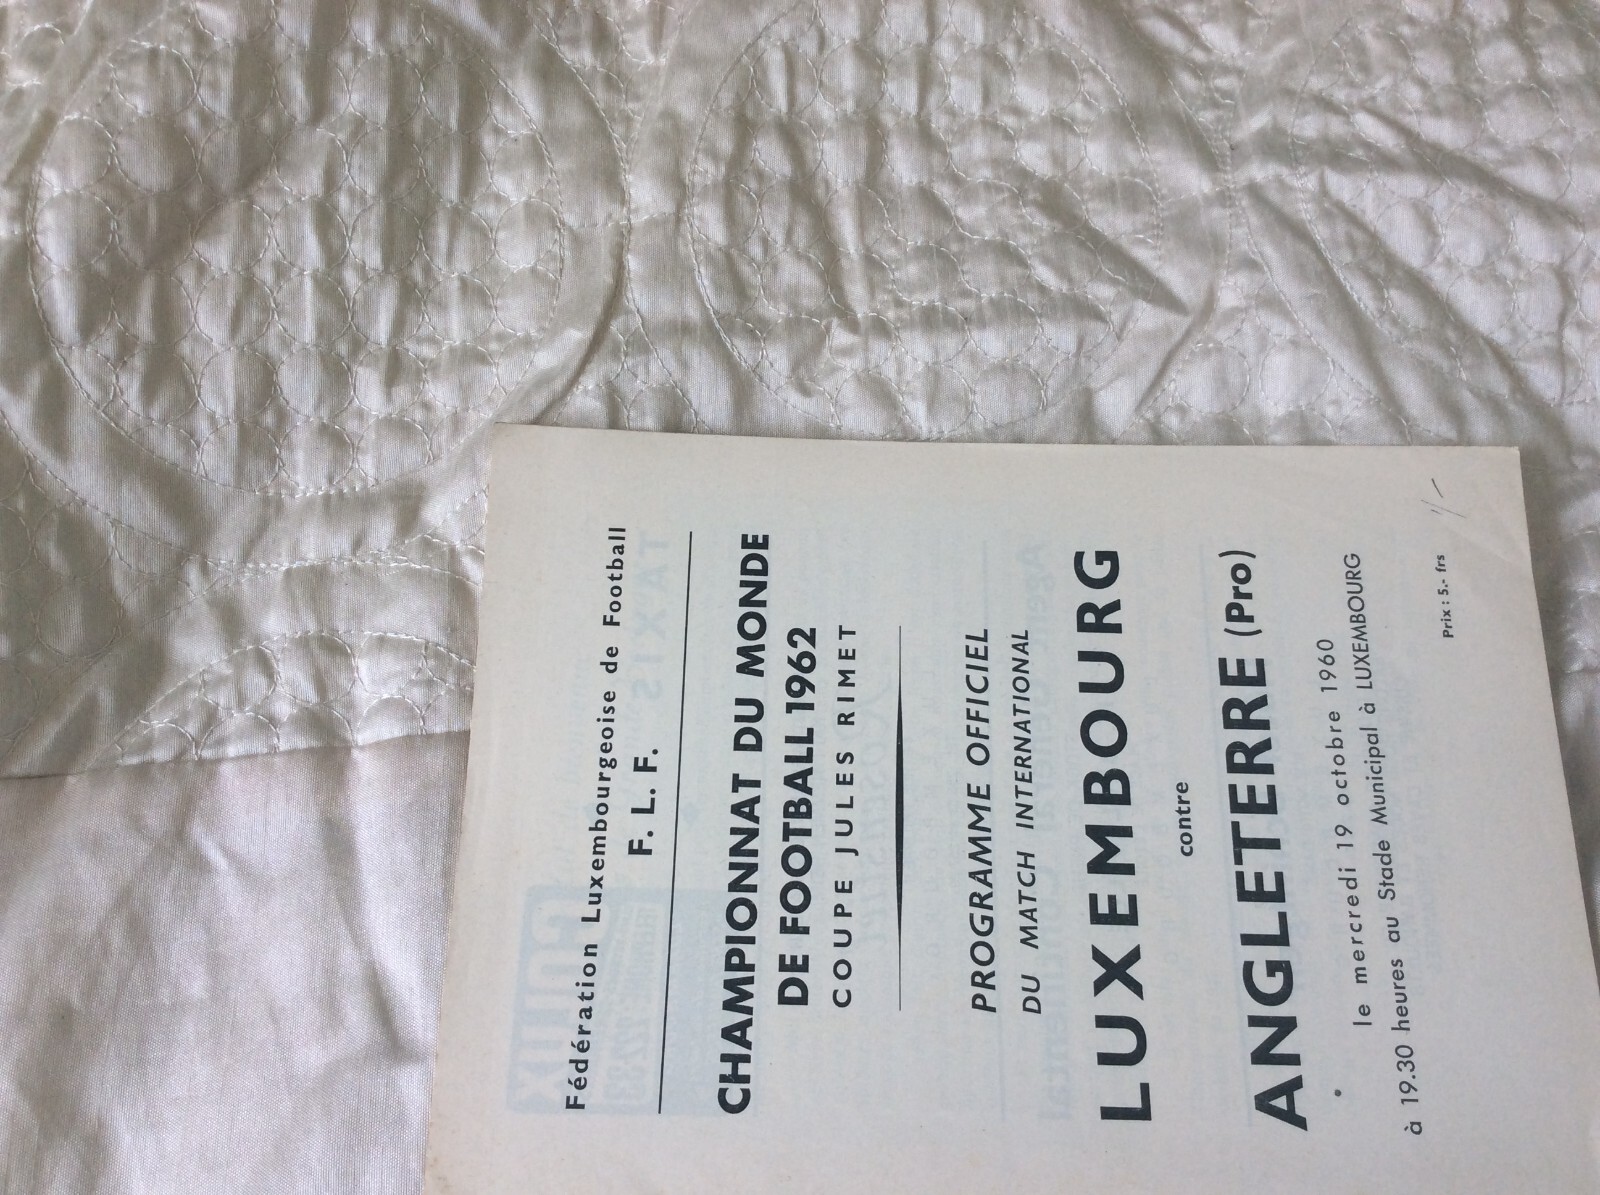 Fédération Luxembourgeoise de Football
F. L. F.
CHAMPIONNAT DU MONDE
DE FOOTBALL 1962
COUPE JULES RIMET
PROGRAMME OFFICIEL
DU MATCH INTERNATIONAL
LUXEMBOURG
contre
ANGLETERRE (Pro)
le mercredi 19 octobre 1960
à 19.30 heures au Stade Municipal à LUXEMBOURG
Prix : 5.- frs